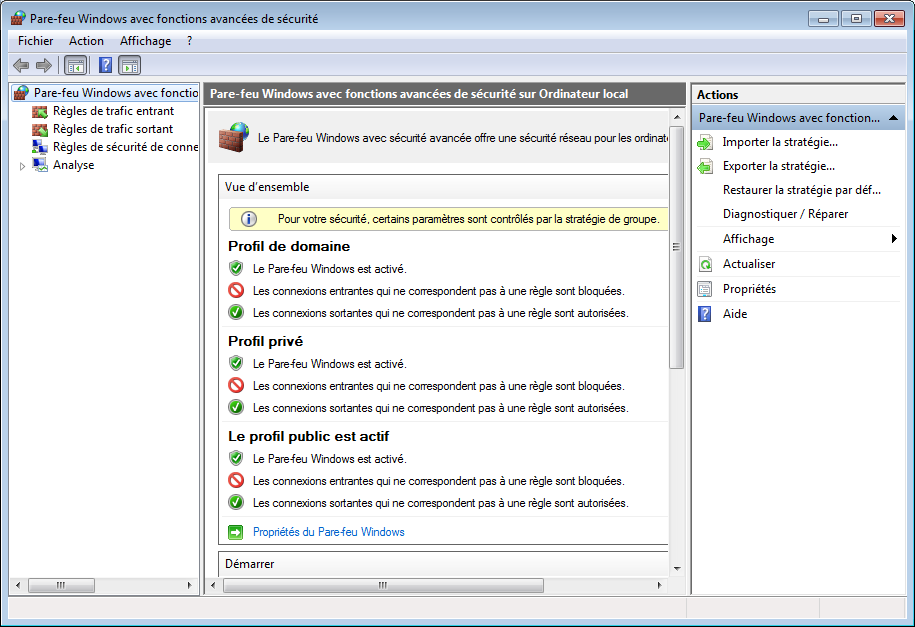 Pare-feu Windows avec fonctions avancées de sécurité
Fichier Action Affichage ?
Pare-feu Windows avec fonctio
Règles de trafic entrant
Règles de trafic sortant
Règles de sécurité de conne
Analyse
Pare-feu Windows avec fonctions avancées de sécurité sur Ordinateur local
Le Pare-feu Windows avec sécurité avancée offre une sécurité réseau pour les ordinate
Vue d'ensemble
Pour votre sécurité, certains paramètres sont contrôlés par la stratégie de groupe.
Profil de domaine
Le Pare-feu Windows est activé.
Les connexions entrantes qui ne correspondent pas à une règle sont bloquées.
Les connexions sortantes qui ne correspondent pas à une règle sont autorisées.
Profil privé
Le Pare-feu Windows est activé.
Les connexions entrantes qui ne correspondent pas à une règle sont bloquées.
Les connexions sortantes qui ne correspondent pas à une règle sont autorisées.
Le profil public est actif
Le Pare-feu Windows est activé.
Les connexions entrantes qui ne correspondent pas à une règle sont bloquées.
Les connexions sortantes qui ne correspondent pas à une règle sont autorisées.
Propriétés du Pare-feu Windows
Démarrer
Actions
Pare-feu Windows avec fonction...
Importer la stratégie...
Exporter la stratégie...
Restaurer la stratégie par déf...
Diagnostiquer / Réparer
Affichage
Actualiser
Propriétés
Aide